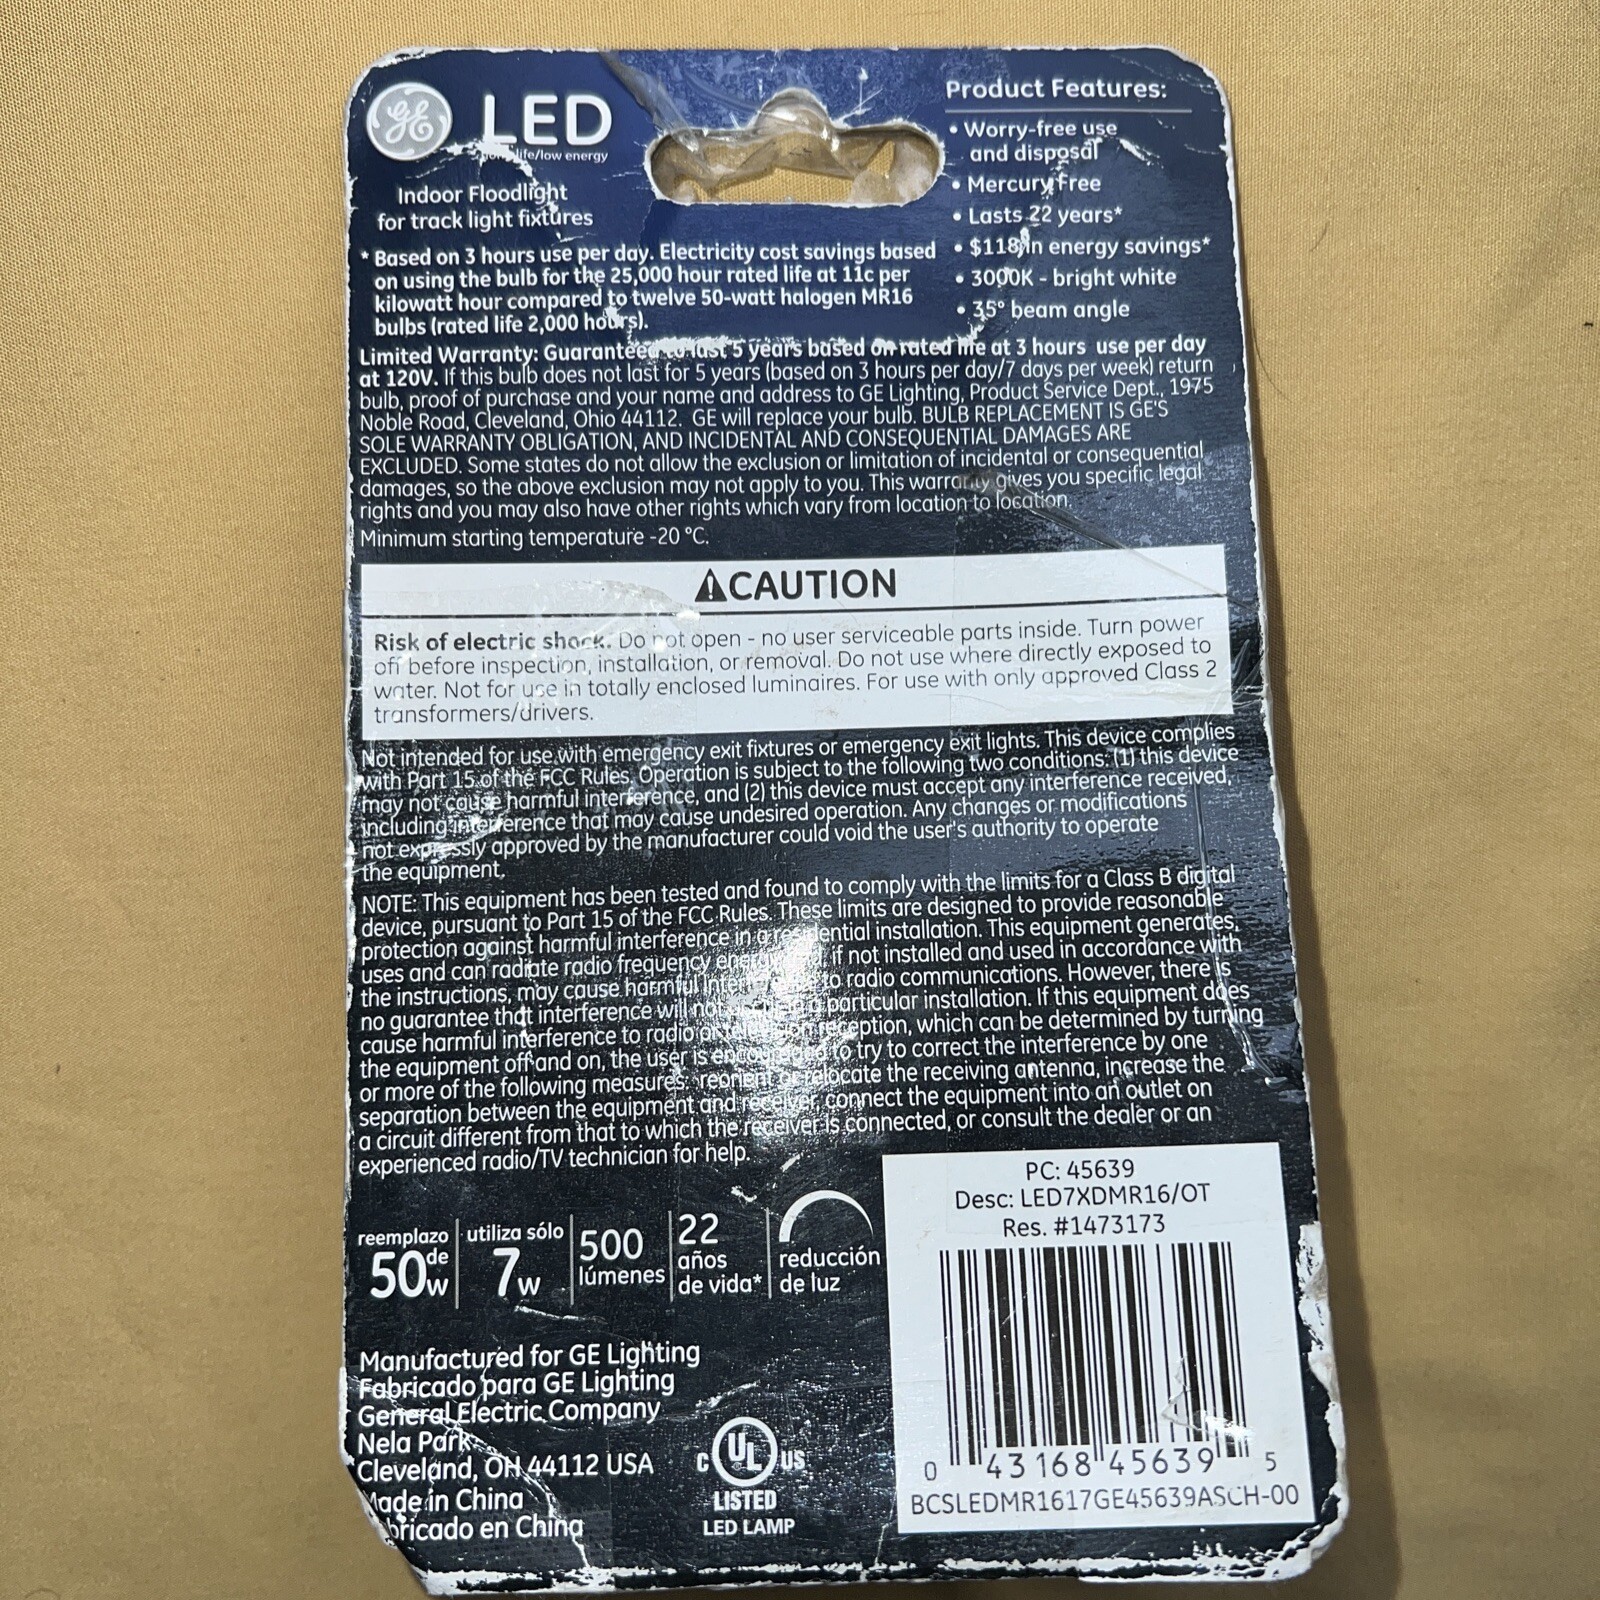 GE LED
life/low energy
Indoor Floodlight
for track light fixtures
* Based on 3 hours use per day. Electricity cost savings based
on using the bulb for the 25,000 hour rated life at 11c per
kilowatt hour compared to twelve 50-watt halogen MR16
bulbs (rated life 2,000 hours).
Product Features:
• Worry-free use
and disposal
• Mercury free
• Lasts 22 years*
• $118 in energy savings*
• 3000K - bright white
• 35° beam angle
Limited Warranty: Guaranteed to last 5 years based on rated life at 3 hours use per day
at 120V. If this bulb does not last for 5 years (based on 3 hours per day/7 days per week) return
bulb, proof of purchase and your name and address to GE Lighting, Product Service Dept., 1975
Noble Road, Cleveland, Ohio 44112. GE will replace your bulb. BULB REPLACEMENT IS GE'S
SOLE WARRANTY OBLIGATION, AND INCIDENTAL AND CONSEQUENTIAL DAMAGES ARE
EXCLUDED. Some states do not allow the exclusion or limitation of incidental or consequential
damages, so the above exclusion may not apply to you. This warranty gives you specific legal
rights and you may also have other rights which vary from location to location.
Minimum starting temperature -20 °C.
⚠CAUTION
Risk of electric shock. Do not open - no user serviceable parts inside. Turn power
off before inspection, installation, or removal. Do not use where directly exposed to
water. Not for use in totally enclosed luminaires. For use with only approved Class 2
transformers/drivers.
Not intended for use with emergency exit fixtures or emergency exit lights. This device complies
with Part 15 of the FCC Rules. Operation is subject to the following two conditions: (1) this device
may not cause harmful interference, and (2) this device must accept any interference received,
including interference that may cause undesired operation. Any changes or modifications
not expressly approved by the manufacturer could void the user's authority to operate
the equipment.
NOTE: This equipment has been tested and found to comply with the limits for a Class B digital
device, pursuant to Part 15 of the FCC Rules. These limits are designed to provide reasonable
protection against harmful interference in a residential installation. This equipment generates,
uses and can radiate radio frequency energy if not installed and used in accordance with
the instructions, may cause harmful interference to radio communications. However, there is
no guarantee that interference will not a particular installation. If this equipment does
cause harmful interference to radio or television reception, which can be determined by turning
the equipment off and on, the user is encouraged to try to correct the interference by one
or more of the following measures: reorient or relocate the receiving antenna, increase the
separation between the equipment and receiver, connect the equipment into an outlet on
a circuit different from that to which the receiver is connected, or consult the dealer or an
experienced radio/TV technician for help.
reemplazo de 50w
utiliza sólo 7w
500 lúmenes
22 años de vida*
reducción de luz
Manufactured for GE Lighting
Fabricado para GE Lighting
General Electric Company
Nela Park
Cleveland, OH 44112 USA
Made in China
Fabricado en China
C UL US
LISTED
LED LAMP
PC: 45639
Desc: LED7XDMR16/OT
Res. #1473173
0 43168 45639 5
BCSLEDMR1617GE45639ASCH-00